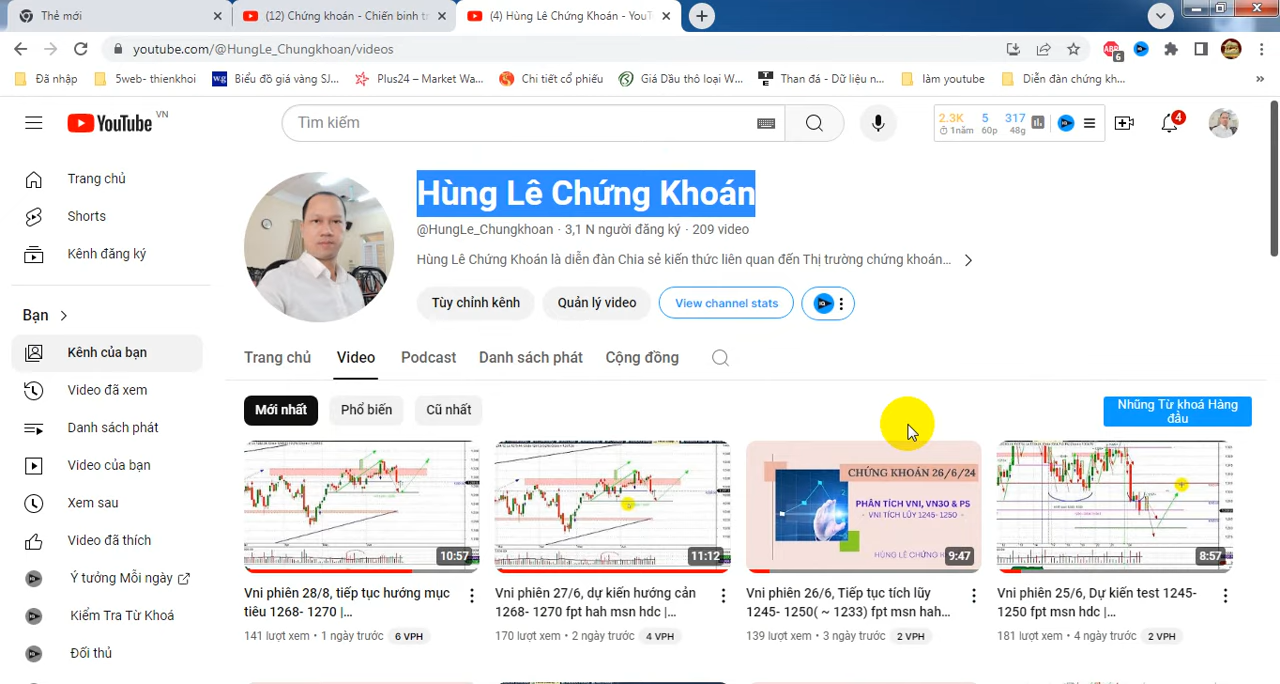 Thẻ mới
(12) Chứng khoán - Chiến binh t
(4) Hùng Lê Chứng Khoán - YouT
youtube.com/@HungLe_Chungkhoan/videos
6
Đã nhập
5web- thienkhoi
Biểu đồ giá vàng SJ...
Plus24 – Market Wa...
Chi tiết cổ phiếu
Giá Dầu thô loại W...
Than đá - Dữ liệu n...
làm youtube
Diễn đàn chứng kh...
YouTube VN
Tìm kiếm
2.3K 5 317
1năm 60p 48g
4
Trang chủ
Shorts
Kênh đăng ký
Bạn
Kênh của bạn
Video đã xem
Danh sách phát
Video của bạn
Xem sau
Video đã thích
Ý tưởng Mỗi ngày
Kiểm Tra Từ Khoá
Đối thủ
Hùng Lê Chứng Khoán
@HungLe_Chungkhoan · 3,1 N người đăng ký · 209 video
Hùng Lê Chứng Khoán là diễn đàn Chia sẻ kiến thức liên quan đến Thị trường chứng khoán...
Tùy chỉnh kênh
Quản lý video
View channel stats
Trang chủ
Video
Podcast
Danh sách phát
Cộng đồng
Mới nhất
Phổ biến
Cũ nhất
Những Từ khoá Hàng
đầu
10:57
Vni phiên 28/8, tiếp tục hướng mục
tiêu 1268- 1270 |...
141 lượt xem • 1 ngày trước 6 VPH
11:12
Vni phiên 27/6, dự kiến hướng cản
1268- 1270 fpt hah msn hdc |...
170 lượt xem • 2 ngày trước 4 VPH
CHỨNG KHOÁN 26/6/24
PHÂN TÍCH VNI, VN30 & PS
- VNI TÍCH LŨY 1245- 1250 -
9:47
Vni phiên 26/6, Tiếp tục tích lũy
1245- 1250( ~ 1233) fpt msn hah...
139 lượt xem • 3 ngày trước 2 VPH
8:57
Vni phiên 25/6, Dự kiến test 1245-
1250 fpt msn hdc |...
181 lượt xem • 4 ngày trước 2 VPH